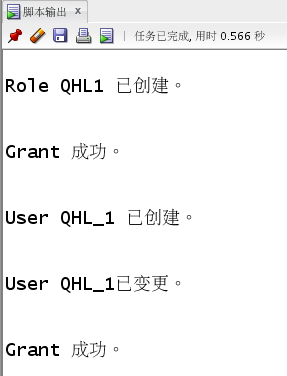 脚本输出 x
任务已完成, 用时 0.566 秒
Role QHL1 已创建。
Grant 成功。
User QHL_1 已创建。
User QHL_1已变更。
Grant 成功。